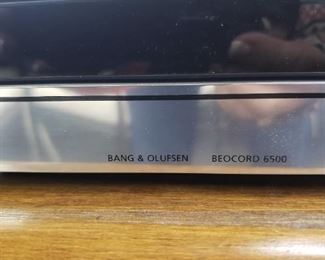 BANG & OLUFSEN BEOCORD 6500